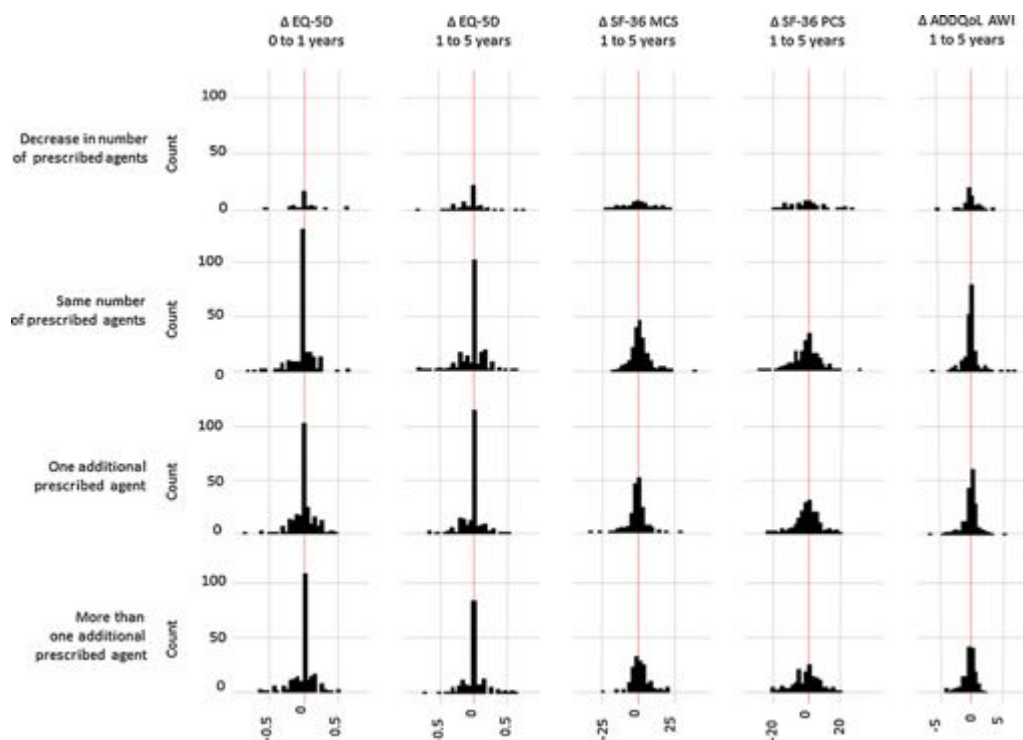 Δ EQ-5D Δ EQ-5D Δ SF-36 MCS Δ SF-36 PCS Δ ADDQoL AWI
0 to 1 years 1 to 5 years 1 to 5 years 1 to 5 years 1 to 5 years
100
Decrease in number
of prescribed agents
Count
50
0
100
Same number
of prescribed agents
Count
50
0
100
One additional
prescribed agent
Count
50
0
100
More than
one additional
prescribed agent
Count
50
0
-0.5 0 0.5 -0.5 0 0.5 -25 0 25 -20 0 20 -5 0 5